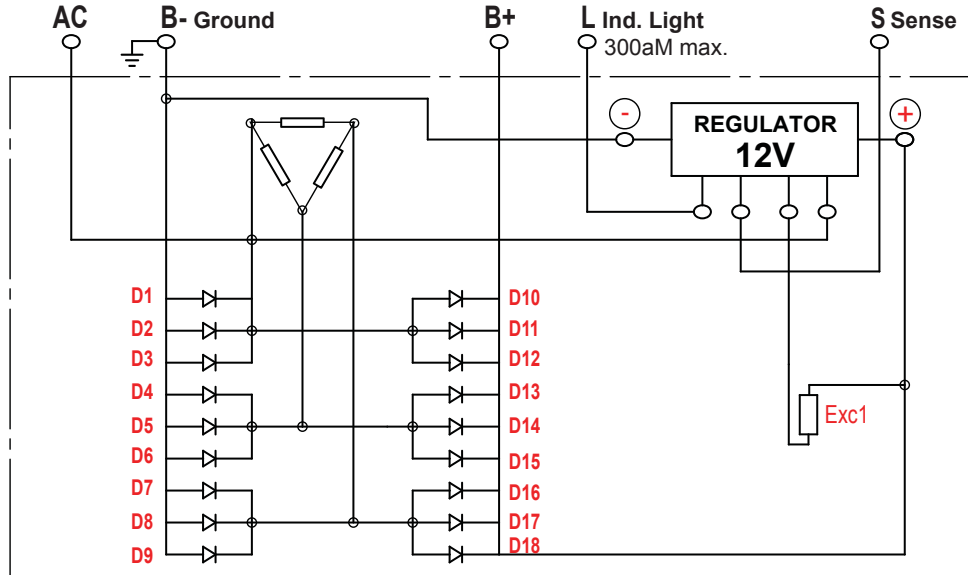 AC B- Ground B+ L Ind. Light S Sense
300aM max.
- REGULATOR +
12V
D1 D10
D2 D11
D3 D12
D4 D13
D5 D14 Exc1
D6 D15
D7 D16
D8 D17
D9 D18